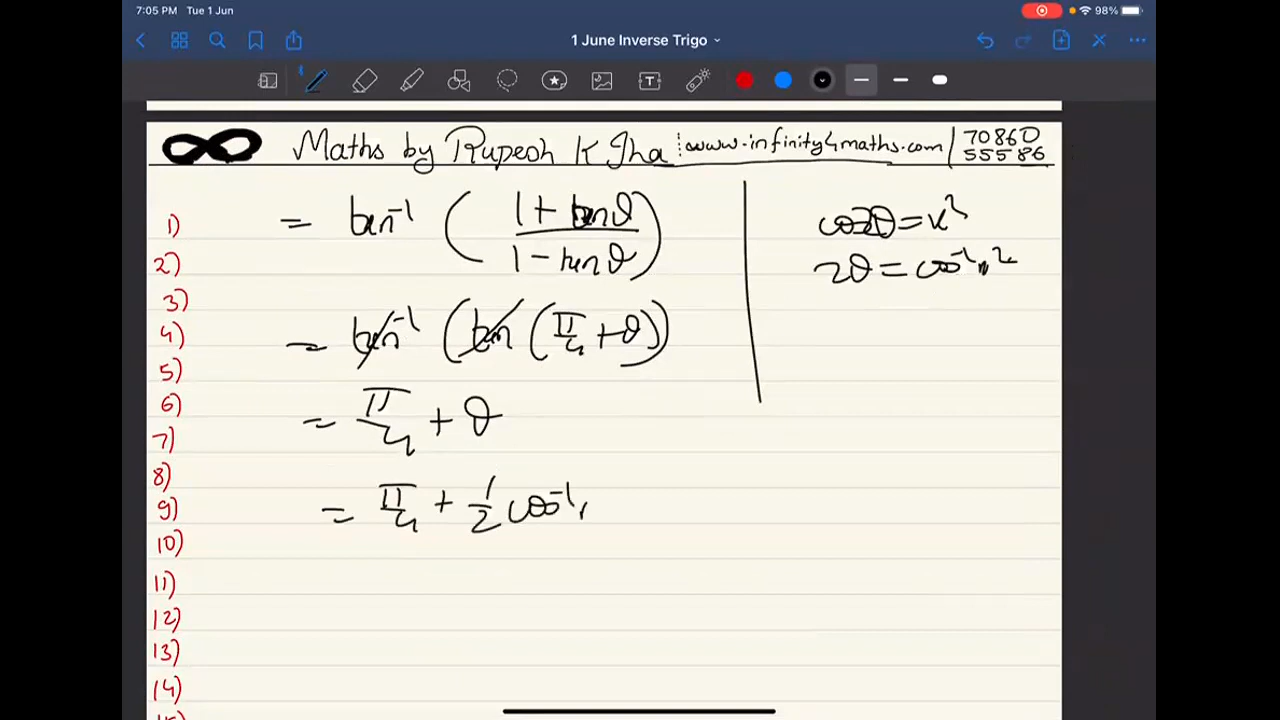 7:05 PM Tue 1 Jun
98%
1 June Inverse Trigo
T
∞ Maths by Rupesh K Jha www.infinity4maths.com / 70860 55586
1)
2)
3)
4)
5)
6)
7)
8)
9)
10)
11)
12)
13)
14)
= tan⁻¹ ( (1 + tanθ) / (1 - tanθ) )
= tan⁻¹ (tan (π/4 + θ))
= π/4 + θ
= π/4 + 1/2 cos⁻¹
cos2θ = x²
2θ = cos⁻¹x²